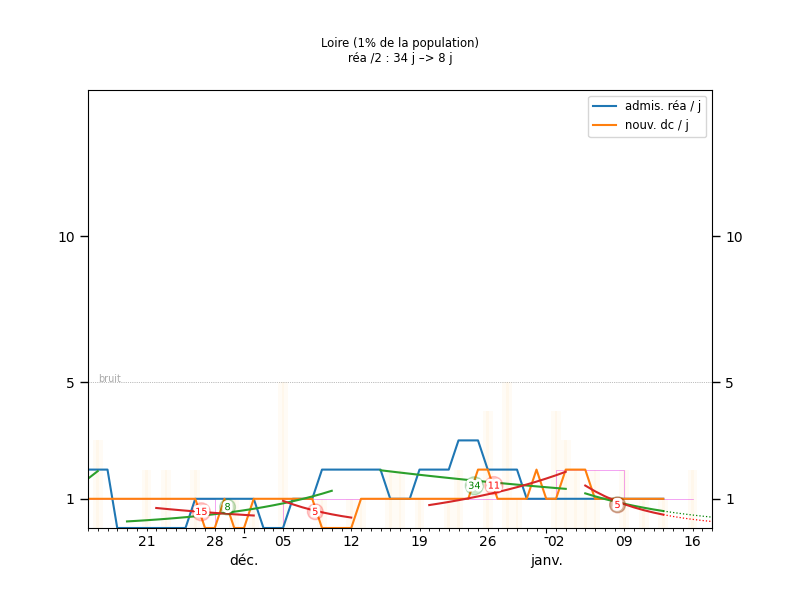 Loire (1% de la population)
réa /2 : 34 j –> 8 j
admis. réa / j
nouv. dc / j
10 10
bruit
5 5
34 11
15 8 5 5
1 1
21 28 - 05 12 19 26 - 02 09 16
déc. janv.